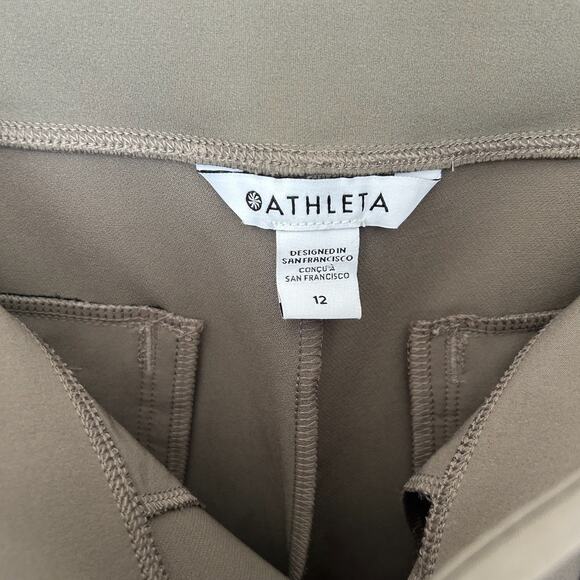 ATHLETA
DESIGNED IN
SAN FRANCISCO
CONÇU À
SAN FRANCISCO
12